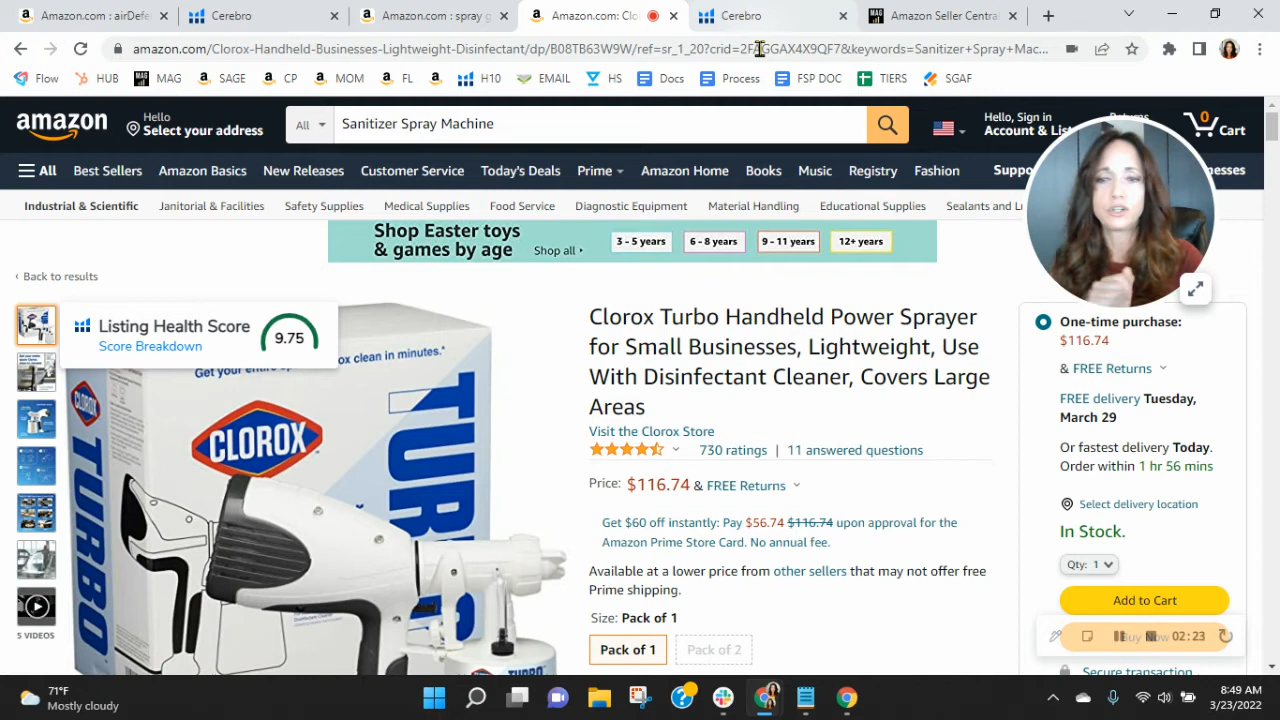 Amazon.com : airDefe
Cerebro
Amazon.com : spray g
Amazon.com: Clo
Cerebro
Amazon Seller Central
amazon.com/Clorox-Handheld-Businesses-Lightweight-Disinfectant/dp/B08TB63W9W/ref=sr_1_20?crid=2FAGGAX4X9QF7&keywords=Sanitizer+Spray+Mac...
Flow HUB MAG SAGE CP MOM FL H10 EMAIL HS Docs Process FSP DOC TIERS SGAF
amazon
Hello
Select your address
All
Sanitizer Spray Machine
Hello, Sign in
Account & List
Returns
0
Cart
All Best Sellers Amazon Basics New Releases Customer Service Today's Deals Prime Amazon Home Books Music Registry Fashion
Industrial & Scientific Janitorial & Facilities Safety Supplies Medical Supplies Food Service Diagnostic Equipment Material Handling Educational Supplies Sealants and Lu
Shop Easter toys
& games by age
Shop all
3 - 5 years
6 - 8 years
9 - 11 years
12+ years
‹ Back to results
Listing Health Score
Score Breakdown
9.75
ox clean in minutes.*
Get your entire
CLOROX
TURBO
TURBO
5 VIDEOS
Clorox Turbo Handheld Power Sprayer
for Small Businesses, Lightweight, Use
With Disinfectant Cleaner, Covers Large
Areas
Visit the Clorox Store
730 ratings | 11 answered questions
Price: $116.74 & FREE Returns
Get $60 off instantly: Pay $56.74 $116.74 upon approval for the
Amazon Prime Store Card. No annual fee.
Available at a lower price from other sellers that may not offer free
Prime shipping.
Size: Pack of 1
Pack of 1
Pack of 2
One-time purchase:
$116.74
& FREE Returns
FREE delivery Tuesday,
March 29
Or fastest delivery Today.
Order within 1 hr 56 mins
Select delivery location
In Stock.
Qty: 1
Add to Cart
Buy Now
02:23
Secure transaction
71°F
Mostly cloudy
8:49 AM
3/23/2022